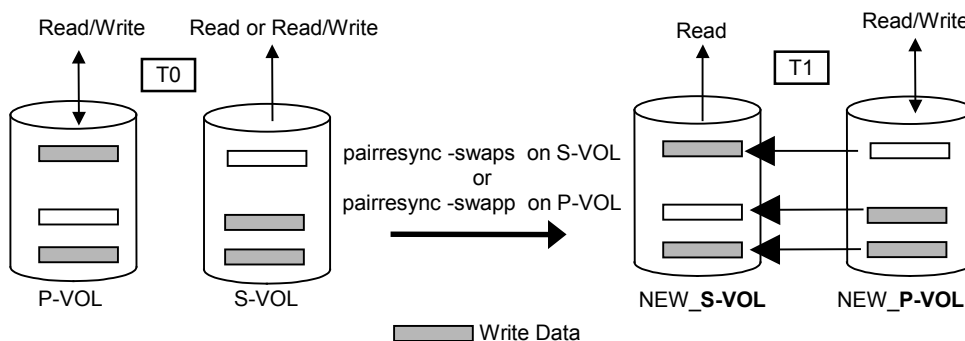 Read/Write
Read or Read/Write
T0
P-VOL
S-VOL
pairresync -swaps on S-VOL
or
pairresync -swapp on P-VOL
Read
Read/Write
T1
NEW_S-VOL
NEW_P-VOL
Write Data